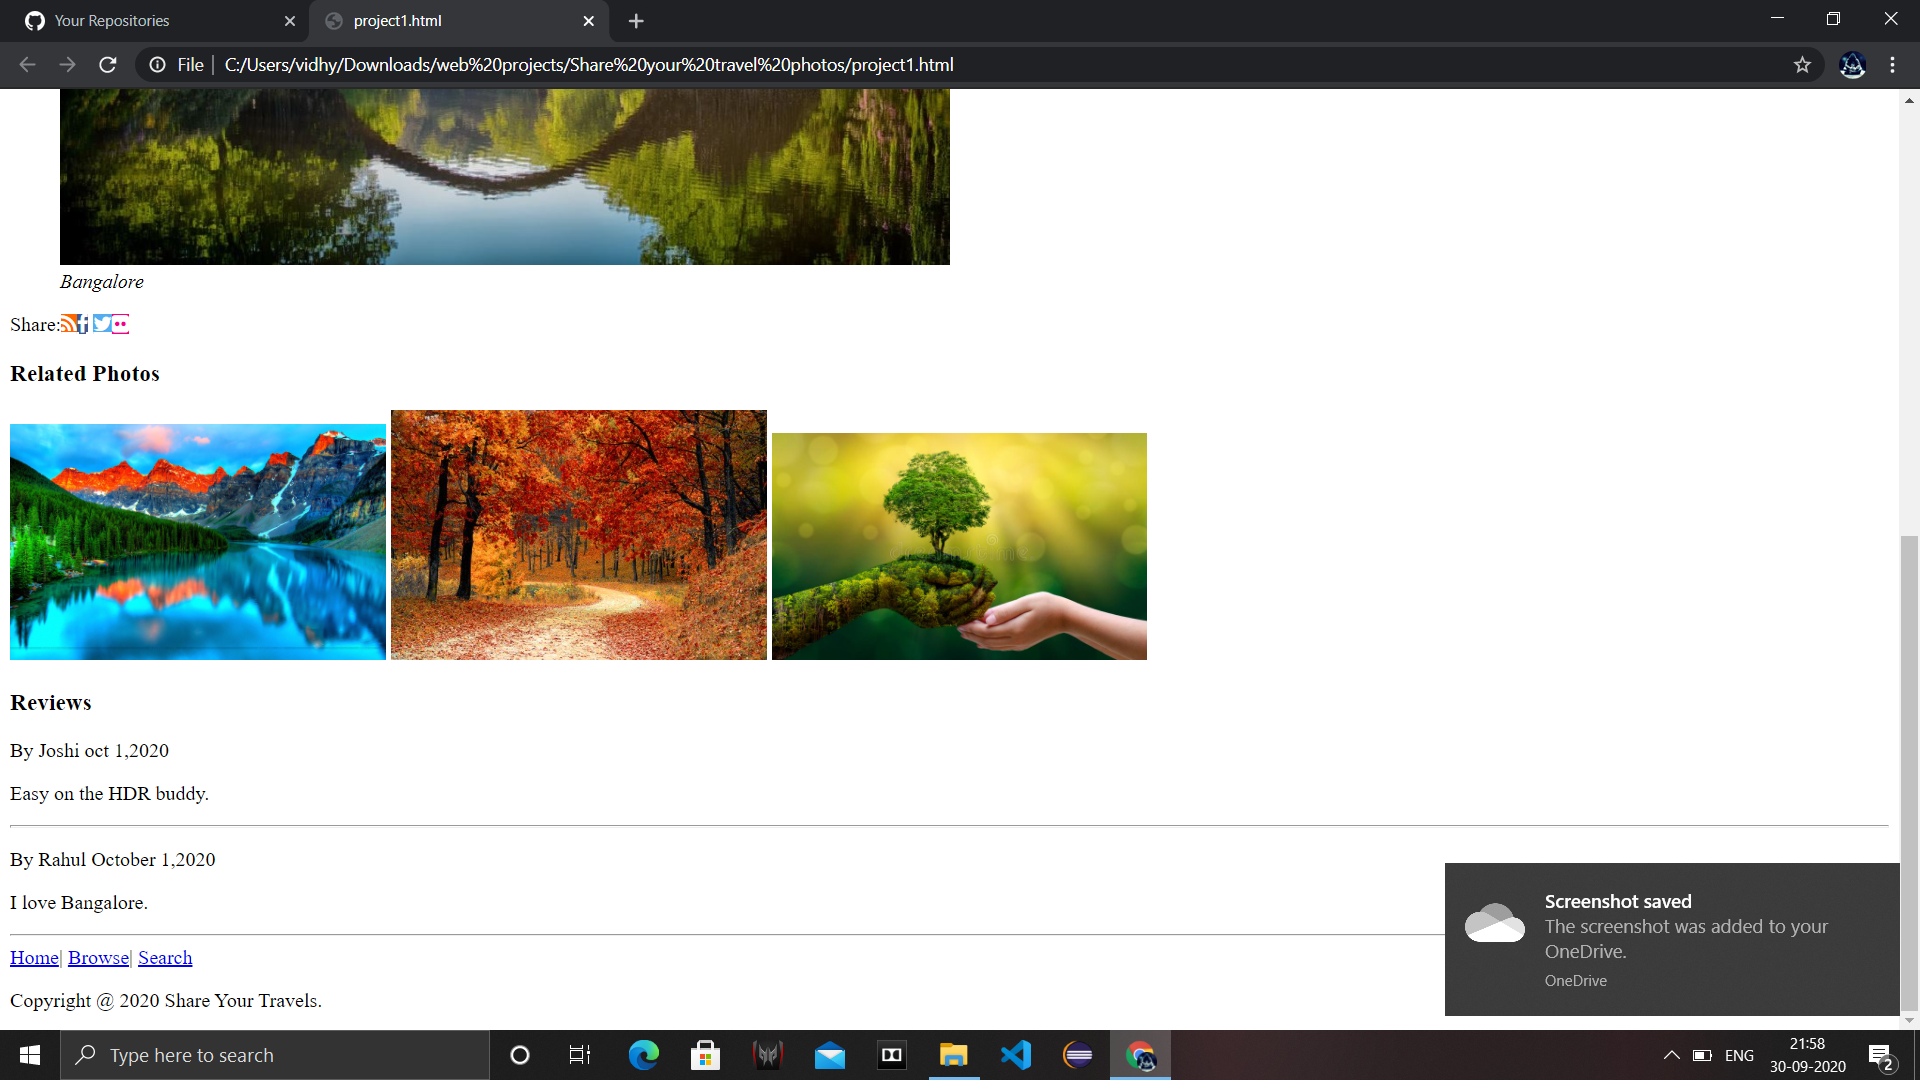 Your Repositories
project1.html
File
C:/Users/vidhy/Downloads/web%20projects/Share%20your%20travel%20photos/project1.html
Bangalore
Share:
Related Photos
Reviews
By Joshi oct 1,2020
Easy on the HDR buddy.
By Rahul October 1,2020
I love Bangalore.
Home| Browse| Search
Copyright @ 2020 Share Your Travels.
Screenshot saved
The screenshot was added to your
OneDrive.
OneDrive
Type here to search
ENG
21:58
30-09-2020
2